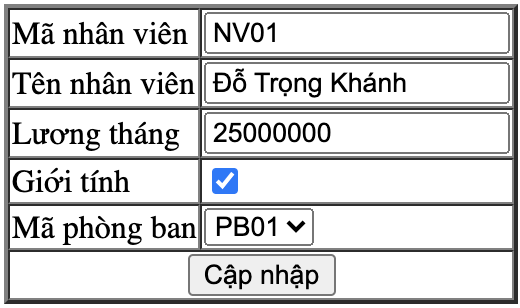 Mã nhân viên NV01
Tên nhân viên Đỗ Trọng Khánh
Lương tháng 25000000
Giới tính
Mã phòng ban PB01
Cập nhập